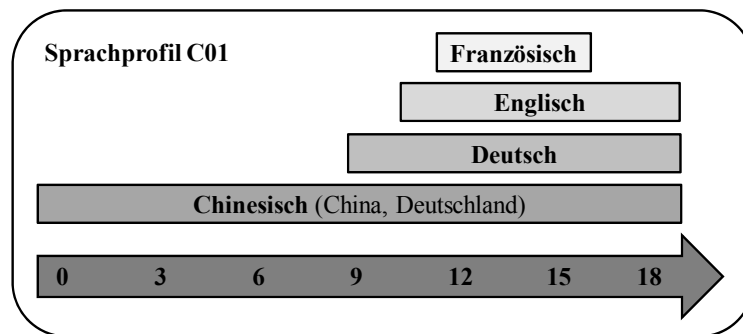 Sprachprofil C01
Französisch
Englisch
Deutsch
Chinesisch (China, Deutschland)
0 3 6 9 12 15 18